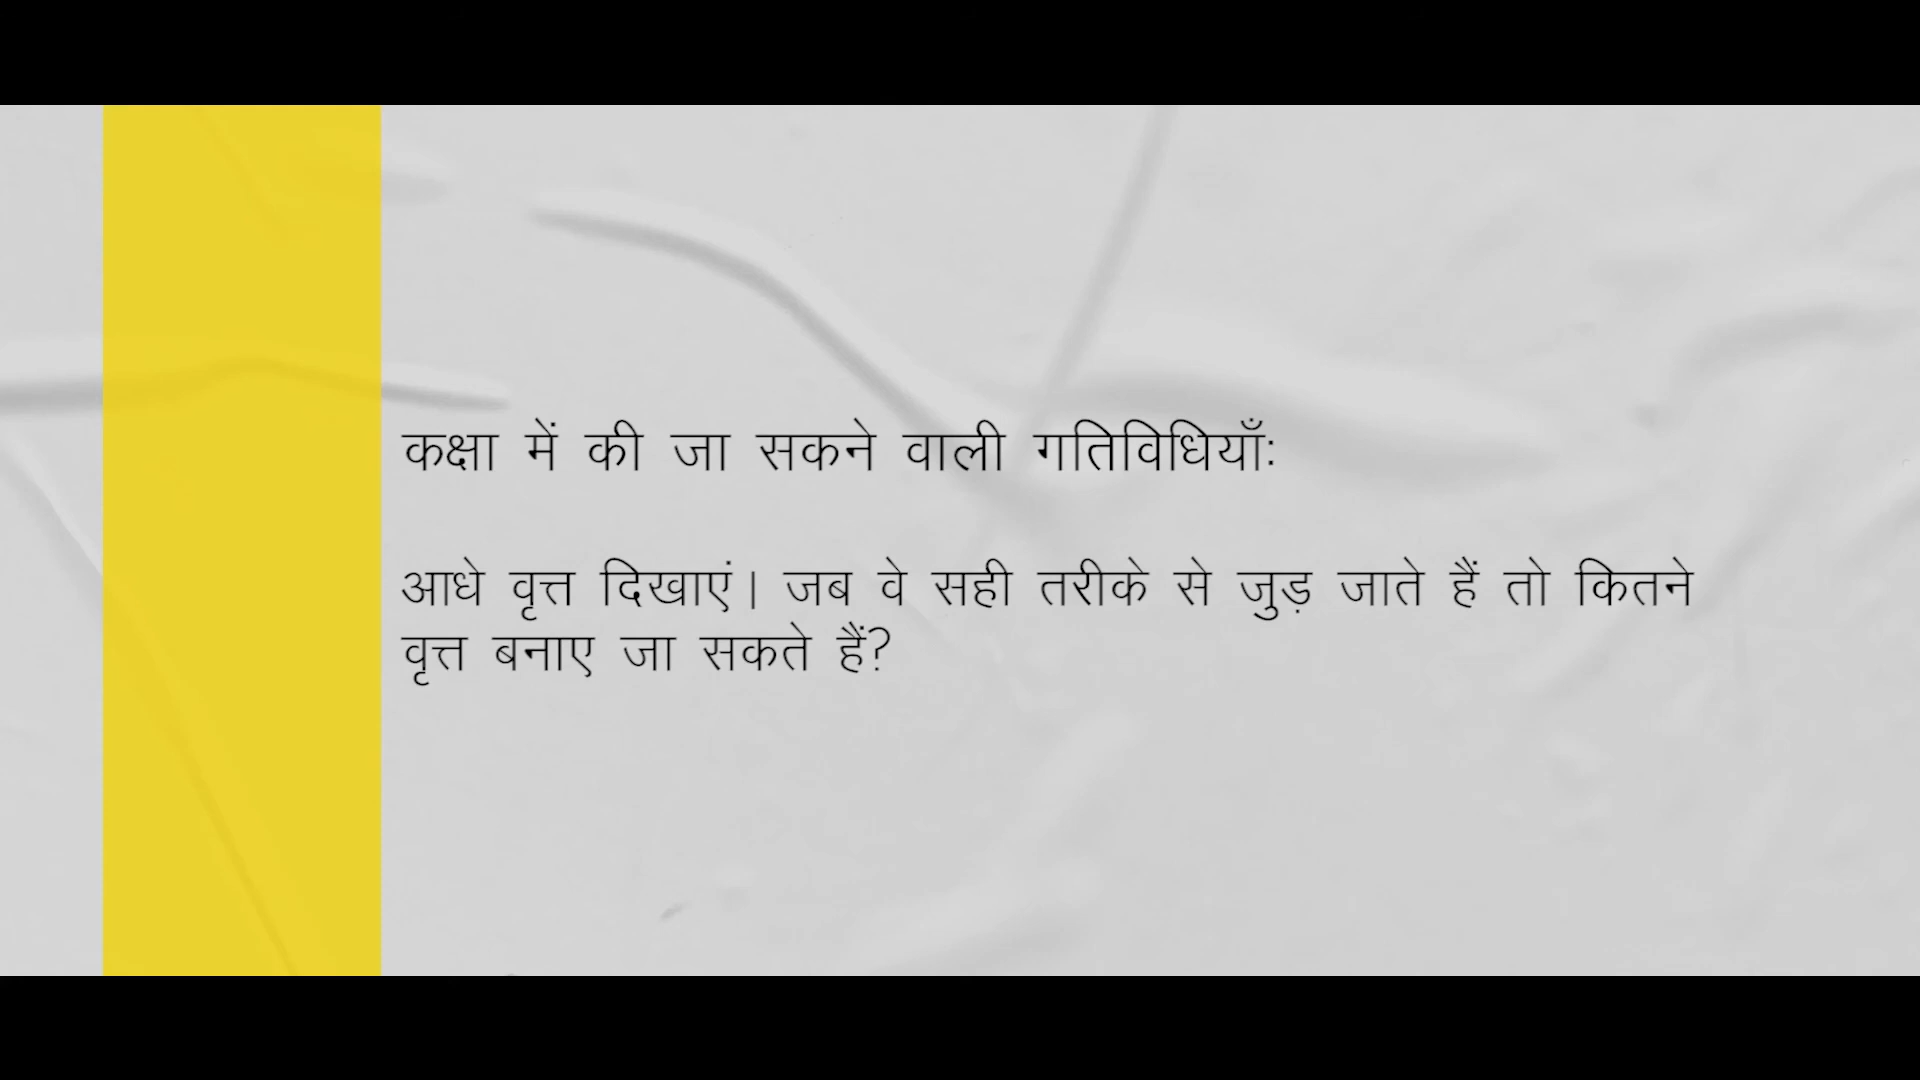 कक्षा में की जा सकने वाली गतिविधियाँ:
आधे वृत्त दिखाएं। जब वे सही तरीके से जुड़ जाते हैं तो कितने
वृत्त बनाए जा सकते हैं?